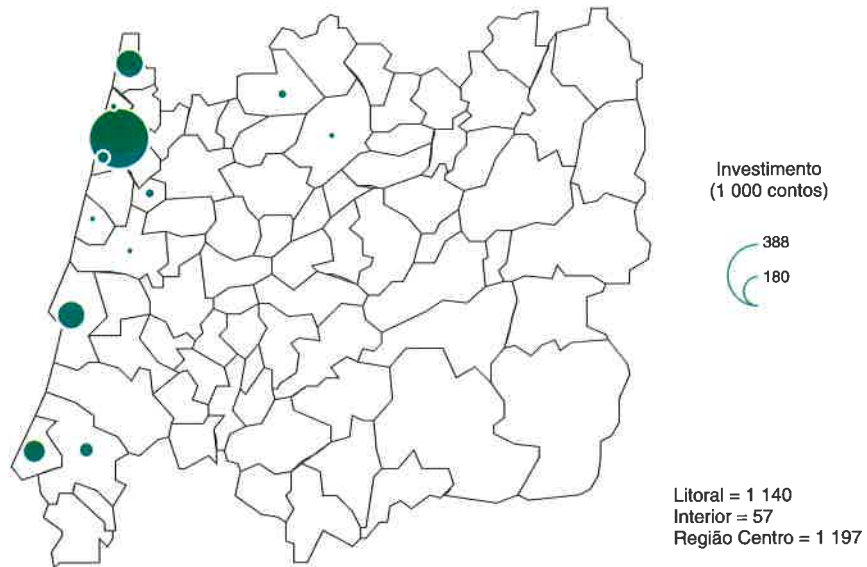 Investimento
(1 000 contos)
388
180
Litoral = 1 140
Interior = 57
Região Centro = 1 197